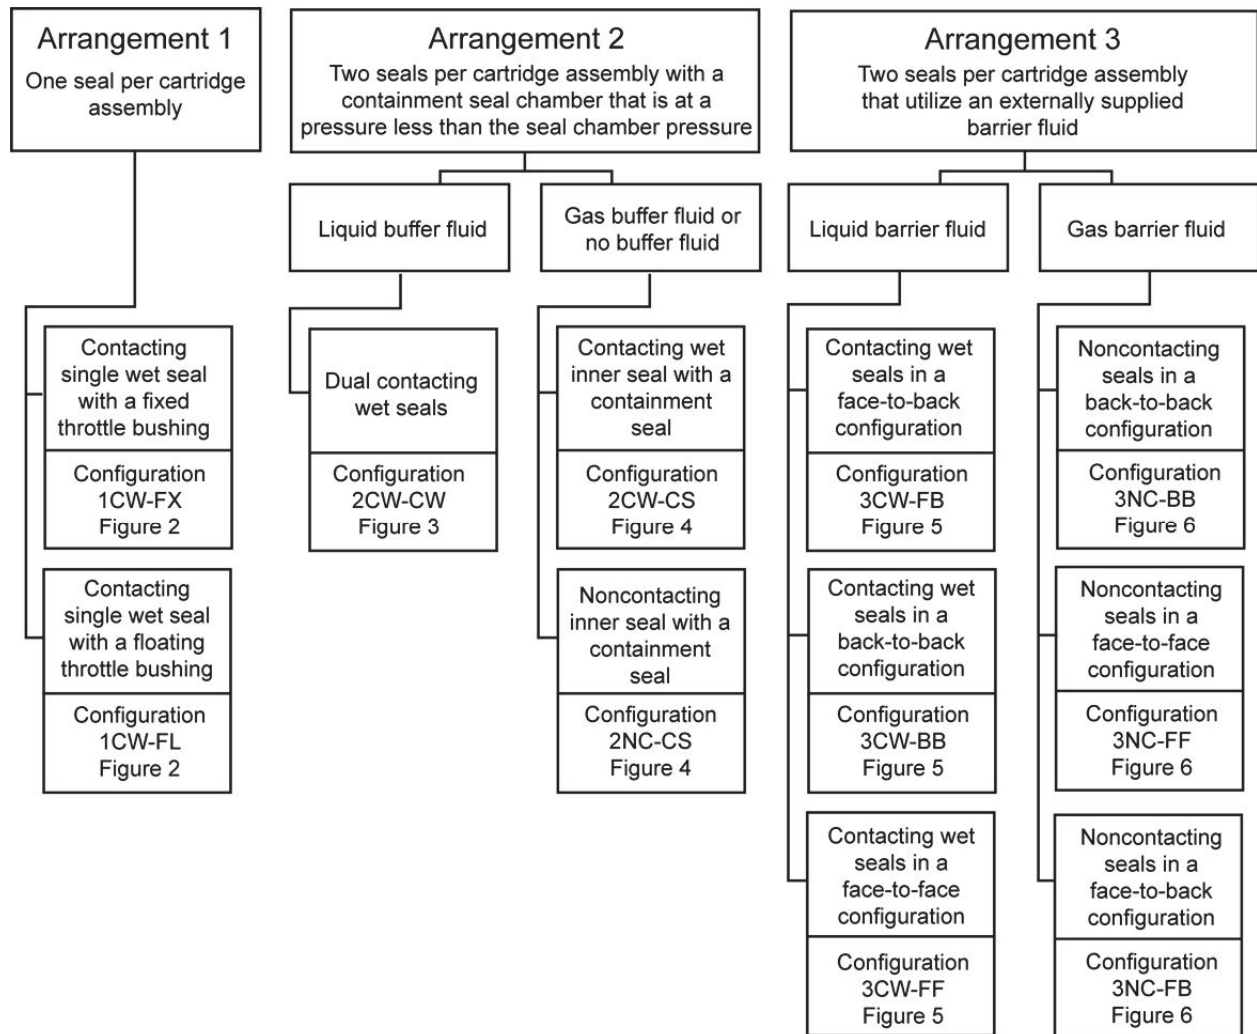 Arrangement 1
One seal per cartridge
assembly
Arrangement 2
Two seals per cartridge assembly with a
containment seal chamber that is at a
pressure less than the seal chamber pressure
Arrangement 3
Two seals per cartridge assembly
that utilize an externally supplied
barrier fluid
Liquid buffer fluid
Gas buffer fluid or
no buffer fluid
Liquid barrier fluid
Gas barrier fluid
Contacting
single wet seal
with a fixed
throttle bushing
Configuration
1CW-FX
Figure 2
Dual contacting
wet seals
Configuration
2CW-CW
Figure 3
Contacting wet
inner seal with a
containment
seal
Configuration
2CW-CS
Figure 4
Contacting wet
seals in a
face-to-back
configuration
Configuration
3CW-FB
Figure 5
Noncontacting
seals in a
back-to-back
configuration
Configuration
3NC-BB
Figure 6
Contacting
single wet seal
with a floating
throttle bushing
Configuration
1CW-FL
Figure 2
Noncontacting
inner seal with a
containment
seal
Configuration
2NC-CS
Figure 4
Contacting wet
seals in a
back-to-back
configuration
Configuration
3CW-BB
Figure 5
Noncontacting
seals in a
face-to-face
configuration
Configuration
3NC-FF
Figure 6
Contacting wet
seals in a
face-to-face
configuration
Configuration
3CW-FF
Figure 5
Noncontacting
seals in a
face-to-back
configuration
Configuration
3NC-FB
Figure 6